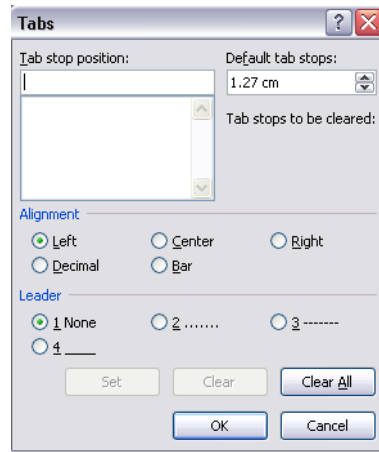 Tabs
Tab stop position: Default tab stops:
1.27 cm
Tab stops to be cleared:
Alignment
Left Center Right
Decimal Bar
Leader
1 None 2 ....... 3 -------
4 ____
Set Clear Clear All
OK Cancel